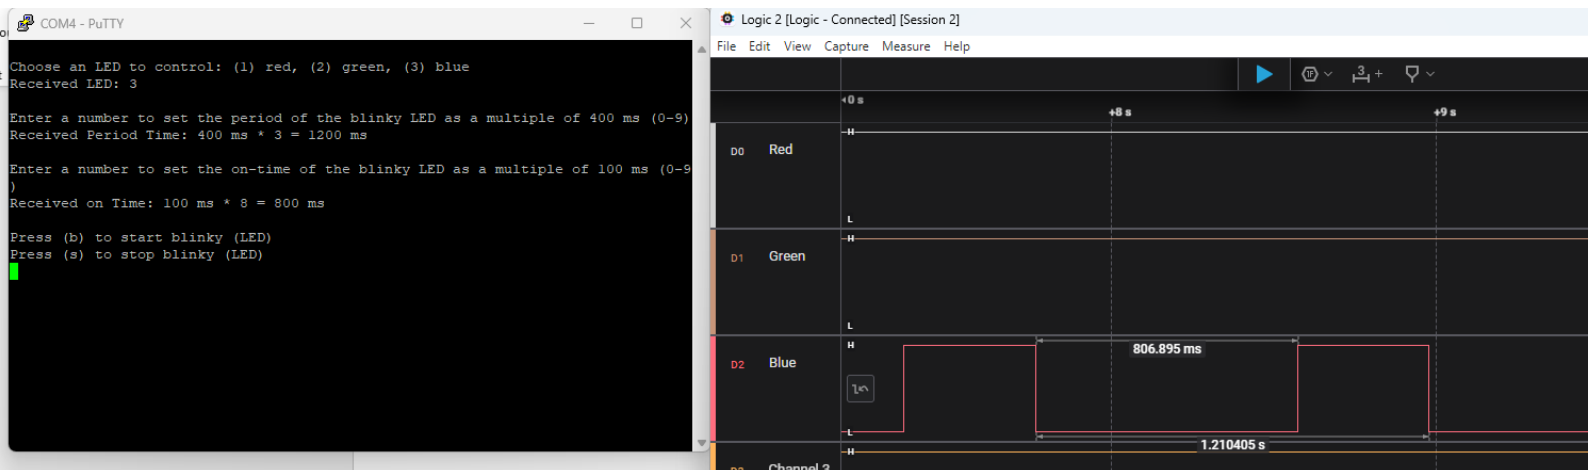 COM4 - PuTTY
Choose an LED to control: (1) red, (2) green, (3) blue
Received LED: 3
Enter a number to set the period of the blinky LED as a multiple of 400 ms (0-9)
Received Period Time: 400 ms * 3 = 1200 ms
Enter a number to set the on-time of the blinky LED as a multiple of 100 ms (0-9
)
Received on Time: 100 ms * 8 = 800 ms
Press (b) to start blinky (LED)
Press (s) to stop blinky (LED)
Logic 2 [Logic - Connected] [Session 2]
File Edit View Capture Measure Help
1F 3 +
0 s
+8 s +9 s
H
D0 Red
L
H
D1 Green
L
H
806.895 ms
D2 Blue
L
1.210405 s
H
D3 Channel 3